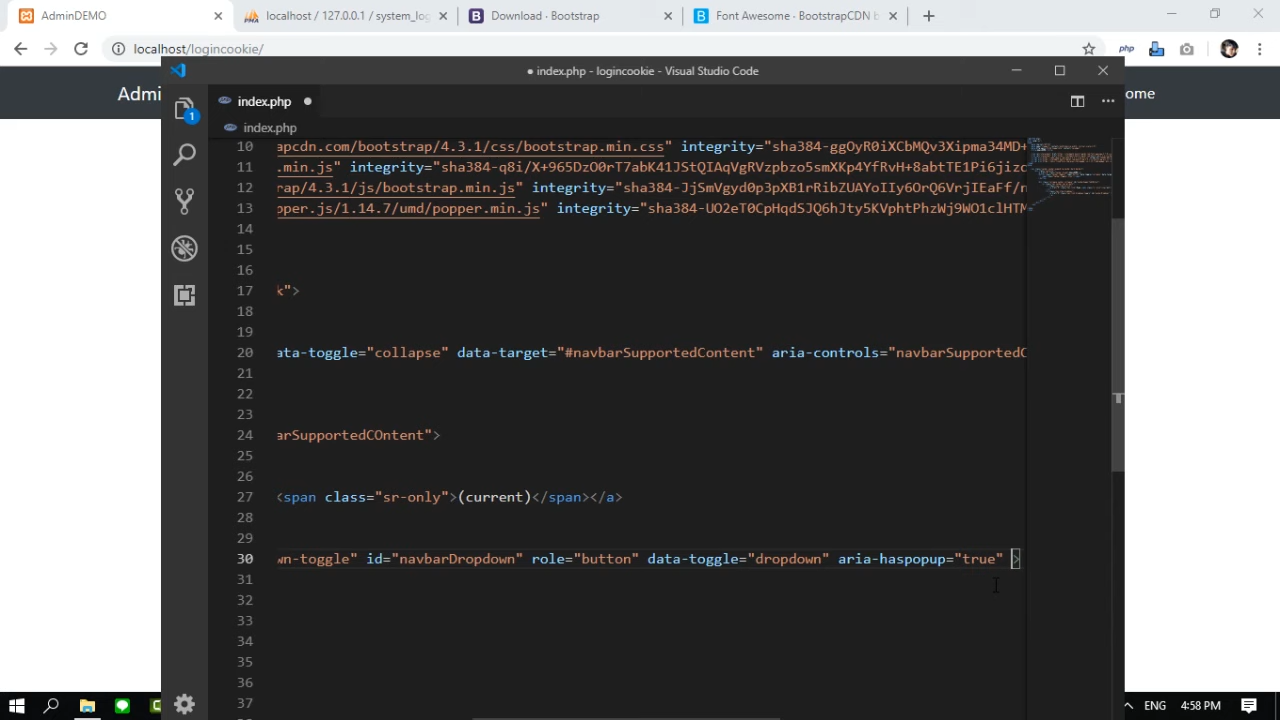 AdminDEMO
localhost / 127.0.0.1 / system_log
Download · Bootstrap
Font Awesome · BootstrapCDN b
localhost/logincookie/
php
Admi
ome
● index.php - logincookie - Visual Studio Code
index.php
1
index.php
10 apcdn.com/bootstrap/4.3.1/css/bootstrap.min.css" integrity="sha384-ggOyR0iXCbMQv3Xipma34MD+
11 .min.js" integrity="sha384-q8i/
12 rap/4.3.1/js/bootstrap.min.js" integrity="sha384-JjSmVgyd0p3pXB1rRibZUAYoIIy6OrQ6VrjIEaFf/n
13 opper.js/1. /umd/popper.min.js" integrity="sha384-UO2eT0CpHqdSJQ6hJty5KVphtPhzWj9WO1clHTM
14
15
16
17 k">
18
19
20 ata-toggle="collapse" data-target="#navbarSupportedContent" aria-controls="navbarSupportedC
21
22
23
24 arSupportedCOntent">
25
26
27 <span class="sr-only">(current)</span></a>
28
29
30 wn-toggle" id="navbarDropdown" role="button" data-toggle="dropdown" aria-haspopup="true" >
31
32
33
34
35
36
37
ENG
4:58 PM